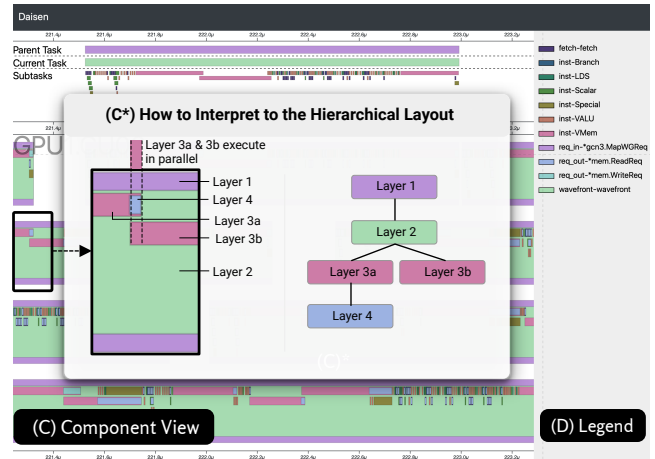 Daisen
221.4μ 221.6μ 221.8μ 222.0μ 222.2μ 222.4μ 222.6μ 222.8μ 223.0μ 223.2μ
Parent Task
Current Task
Subtasks
fetch-fetch
inst-Branch
inst-LDS
inst-Scalar
inst-Special
inst-VALU
inst-VMem
req_in-*gcn3.MapWGReq
req_out-*mem.ReadReq
req_out-*mem.WriteReq
wavefront-wavefront
(C*) How to Interpret to the Hierarchical Layout
Layer 3a & 3b execute
in parallel
Layer 1
Layer 4
Layer 3a
Layer 3b
Layer 2
Layer 1
Layer 2
Layer 3a
Layer 3b
Layer 4
(C) Component View
(D) Legend
221.4μ 221.6μ 221.8μ 222.0μ 222.2μ 222.4μ 222.6μ 222.8μ 223.0μ 223.2μ